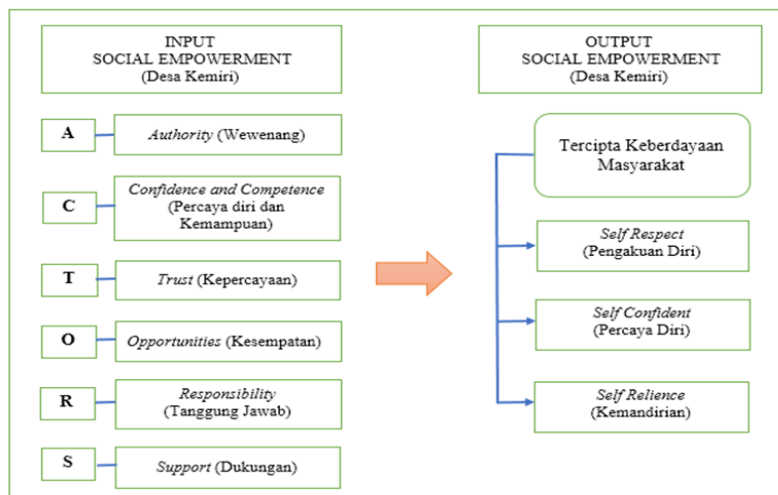 INPUT
SOCIAL EMPOWERMENT
(Desa Kemiri)
A
Authority (Wewenang)
C
Confidence and Competence
(Percaya diri dan
Kemampuan)
T
Trust (Kepercayaan)
O
Opportunities (Kesempatan)
R
Responsibility
(Tanggung Jawab)
S
Support (Dukungan)
OUTPUT
SOCIAL EMPOWERMENT
(Desa Kemiri)
Tercipta Keberdayaan
Masyarakat
Self Respect
(Pengakuan Diri)
Self Confident
(Percaya Diri)
Self Relience
(Kemandirian)